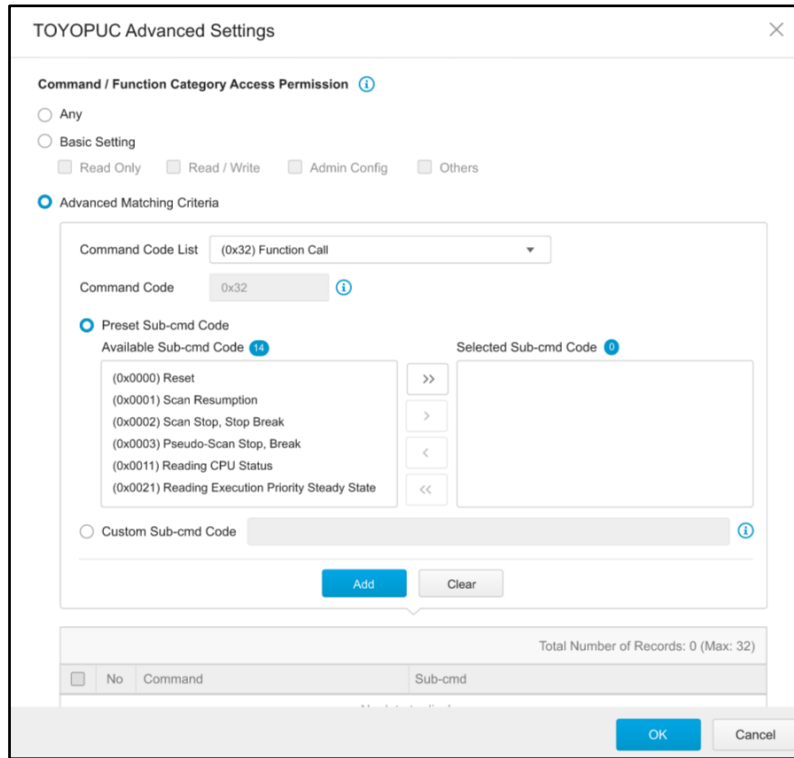 TOYOPUC Advanced Settings
Command / Function Category Access Permission
Any
Basic Setting
Read Only Read / Write Admin Config Others
Advanced Matching Criteria
Command Code List (0x32) Function Call
Command Code 0x32
Preset Sub-cmd Code
Available Sub-cmd Code 14 Selected Sub-cmd Code 0
(0x0000) Reset
(0x0001) Scan Resumption
(0x0002) Scan Stop, Stop Break
(0x0003) Pseudo-Scan Stop, Break
(0x0011) Reading CPU Status
(0x0021) Reading Execution Priority Steady State
>>
>
<
<<
Custom Sub-cmd Code
Add Clear
Total Number of Records: 0 (Max: 32)
No Command Sub-cmd
OK Cancel